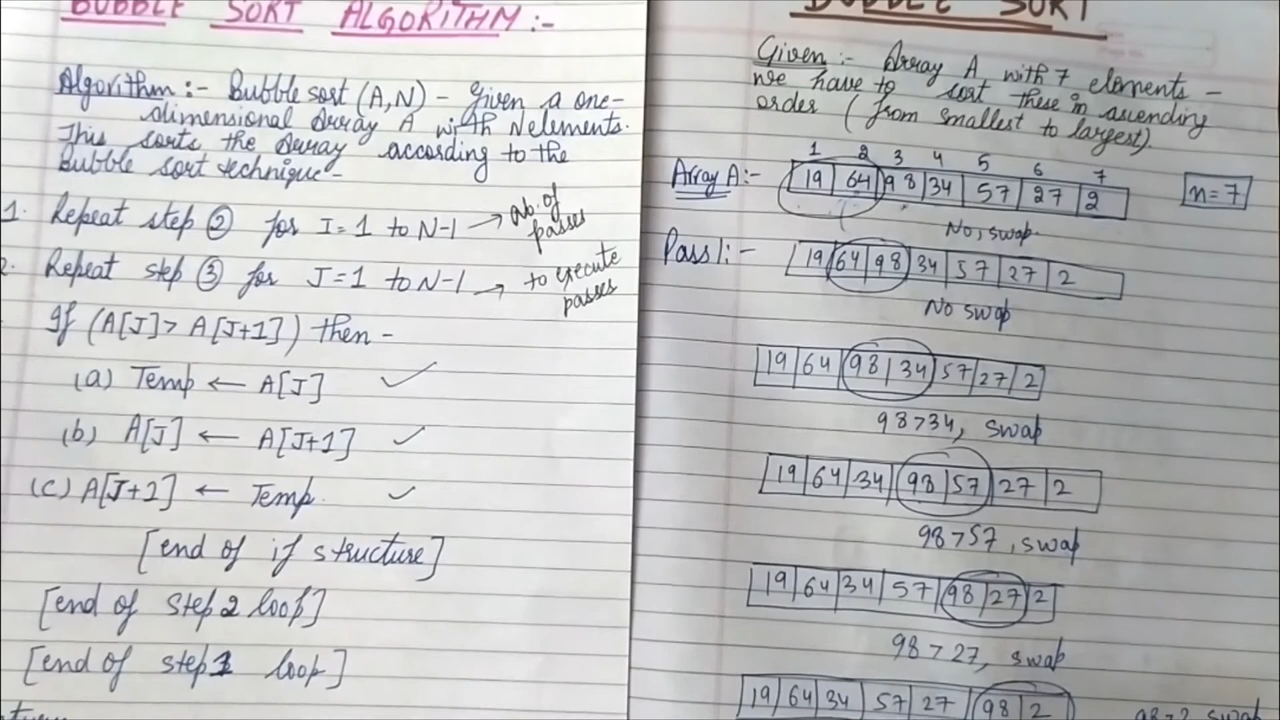 BUBBLE SORT ALGORITHM :-
Algorithm :- Bubble sort (A,N) - Given a one-
dimensional Array A with N elements.
This sorts the Array according to the
Bubble sort technique -
1. Repeat step ② for I = 1 to N-1 → No. of
passes
2. Repeat step ③ for J = 1 to N-1 → to execute
passes
If (A[J] > A[J+1]) then -
(a) Temp ← A[J] ✓
(b) A[J] ← A[J+1] ✓
(c) A[J+1] ← Temp. ✓
[end of if structure]
[end of step 2 loop]
[end of step 1 loop]
BUBBLE SORT
Given :- Array A, with 7 elements -
we have to sort these in ascending
order (from smallest to largest).
1 2 3 4 5 6 7
Array A :- 19 64 98 34 57 27 2 n = 7
No, swap.
Pass 1 :- 19 64 98 34 57 27 2
No swap
19 64 98 34 57 27 2
98 > 34, swap
19 64 34 98 57 27 2
98 > 57, swap
19 64 34 57 98 27 2
98 > 27, swap
19 64 34 57 27 98 2
98 > 2, swap